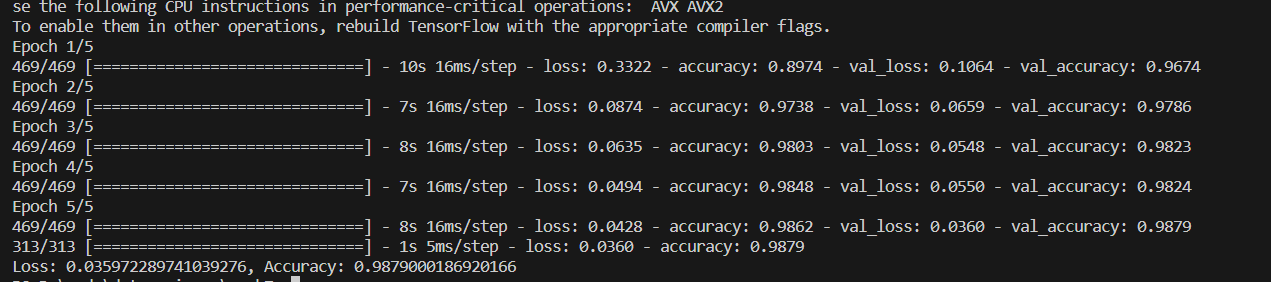 se the following CPU instructions in performance-critical operations:  AVX AVX2
To enable them in other operations, rebuild TensorFlow with the appropriate compiler flags.
Epoch 1/5
469/469 [==============================] - 10s 16ms/step - loss: 0.3322 - accuracy: 0.8974 - val_loss: 0.1064 - val_accuracy: 0.9674
Epoch 2/5
469/469 [==============================] - 7s 16ms/step - loss: 0.0874 - accuracy: 0.9738 - val_loss: 0.0659 - val_accuracy: 0.9786
Epoch 3/5
469/469 [==============================] - 8s 16ms/step - loss: 0.0635 - accuracy: 0.9803 - val_loss: 0.0548 - val_accuracy: 0.9823
Epoch 4/5
469/469 [==============================] - 7s 16ms/step - loss: 0.0494 - accuracy: 0.9848 - val_loss: 0.0550 - val_accuracy: 0.9824
Epoch 5/5
469/469 [==============================] - 8s 16ms/step - loss: 0.0428 - accuracy: 0.9862 - val_loss: 0.0360 - val_accuracy: 0.9879
313/313 [==============================] - 1s 5ms/step - loss: 0.0360 - accuracy: 0.9879
Loss: 0.035972289741039276, Accuracy: 0.9879000186920166